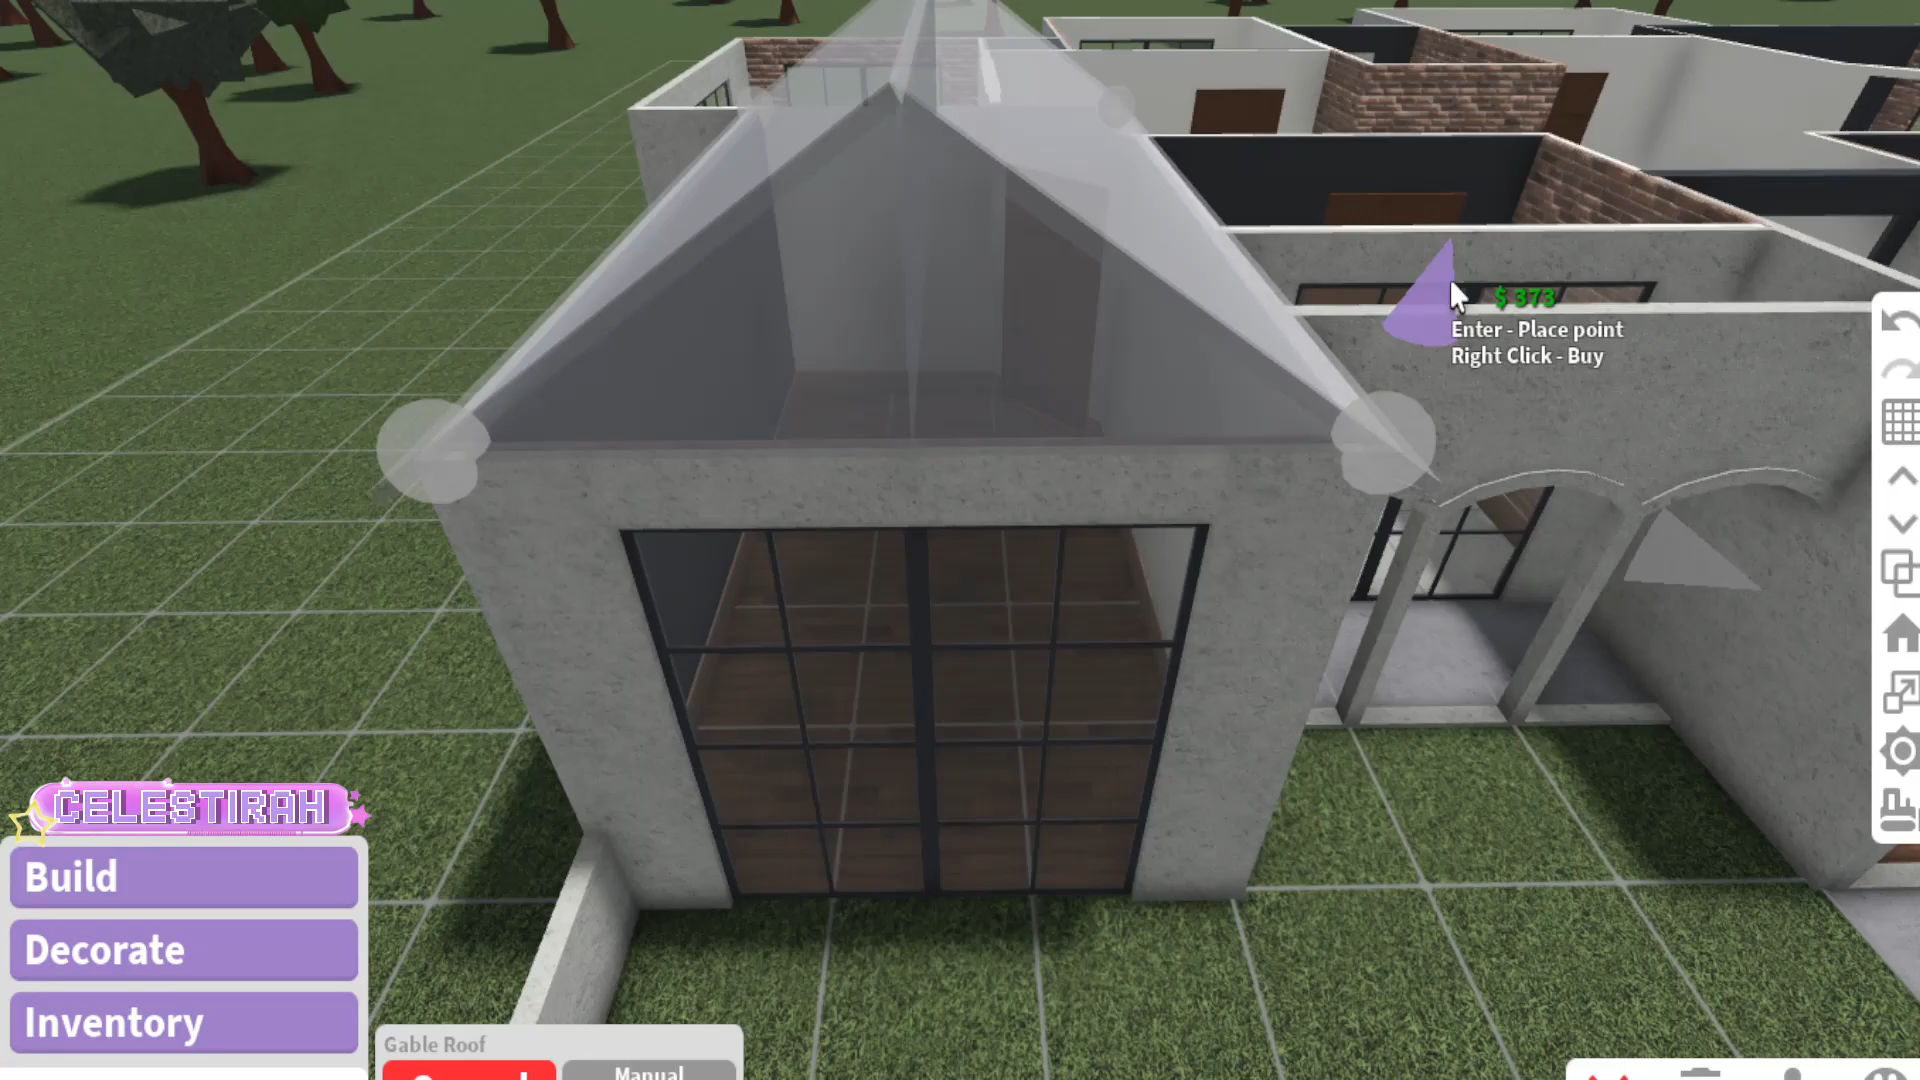 $ 373
Enter - Place point
Right Click - Buy
CELESTIRAH
Build
Decorate
Inventory
Gable Roof
Manual